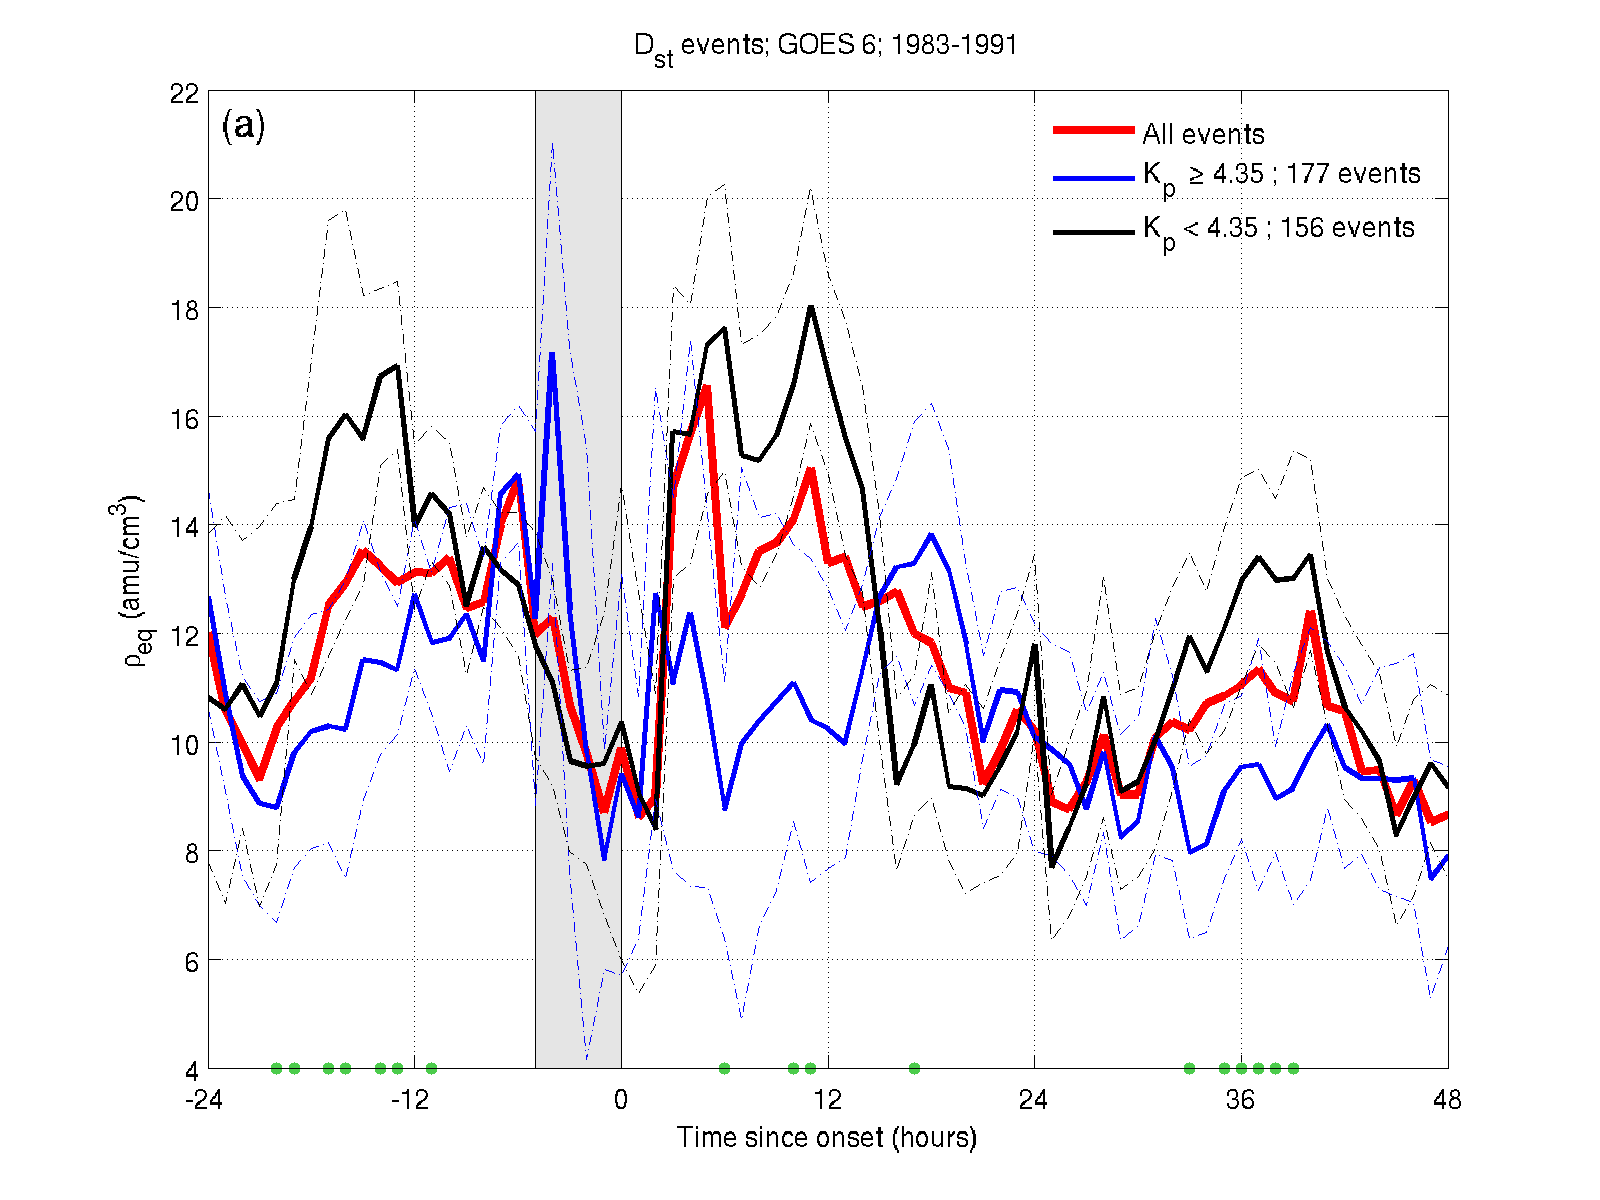 D_st events; GOES 6; 1983-1991
(a)
All events
K_p ≥ 4.35 ; 177 events
K_p < 4.35 ; 156 events
22
20
18
16
14
12
10
8
6
4
ρ_eq (amu/cm^3)
-24
-12
0
12
24
36
48
Time since onset (hours)